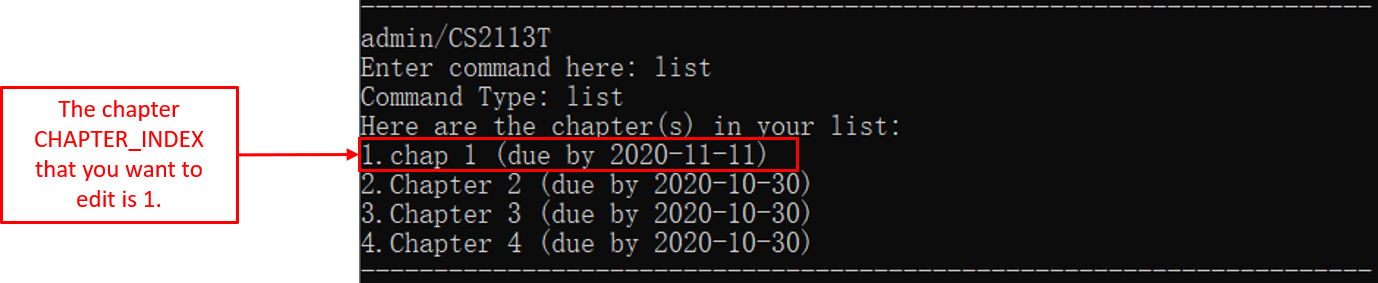 The chapter
CHAPTER_INDEX
that you want to
edit is 1.
--------------------------------------------------------------------------------
admin/CS2113T
Enter command here: list
Command Type: list
Here are the chapter(s) in your list:
1.chap 1 (due by 2020-11-11)
2.Chapter 2 (due by 2020-10-30)
3.Chapter 3 (due by 2020-10-30)
4.Chapter 4 (due by 2020-10-30)
--------------------------------------------------------------------------------